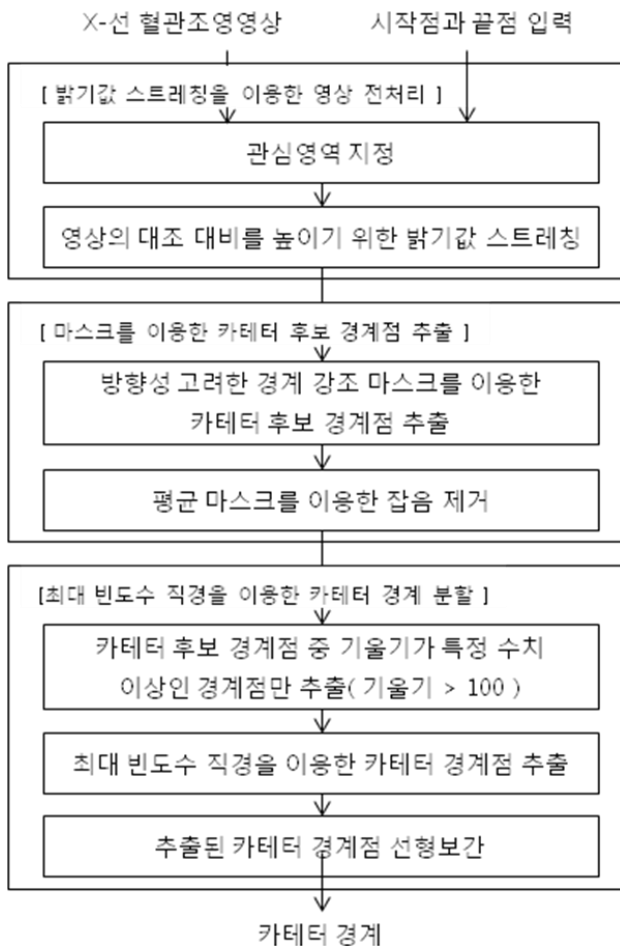 X-선 혈관조영영상
시작점과 끝점 입력
[ 밝기값 스트레칭을 이용한 영상 전처리 ]
관심영역 지정
영상의 대조 대비를 높이기 위한 밝기값 스트레칭
[ 마스크를 이용한 카테터 후보 경계점 추출 ]
방향성 고려한 경계 강조 마스크를 이용한
카테터 후보 경계점 추출
평균 마스크를 이용한 잡음 제거
[최대 빈도수 직경을 이용한 카테터 경계 분할 ]
카테터 후보 경계점 중 기울기가 특정 수치
이상인 경계점만 추출( 기울기 > 100 )
최대 빈도수 직경을 이용한 카테터 경계점 추출
추출된 카테터 경계점 선형보간
카테터 경계